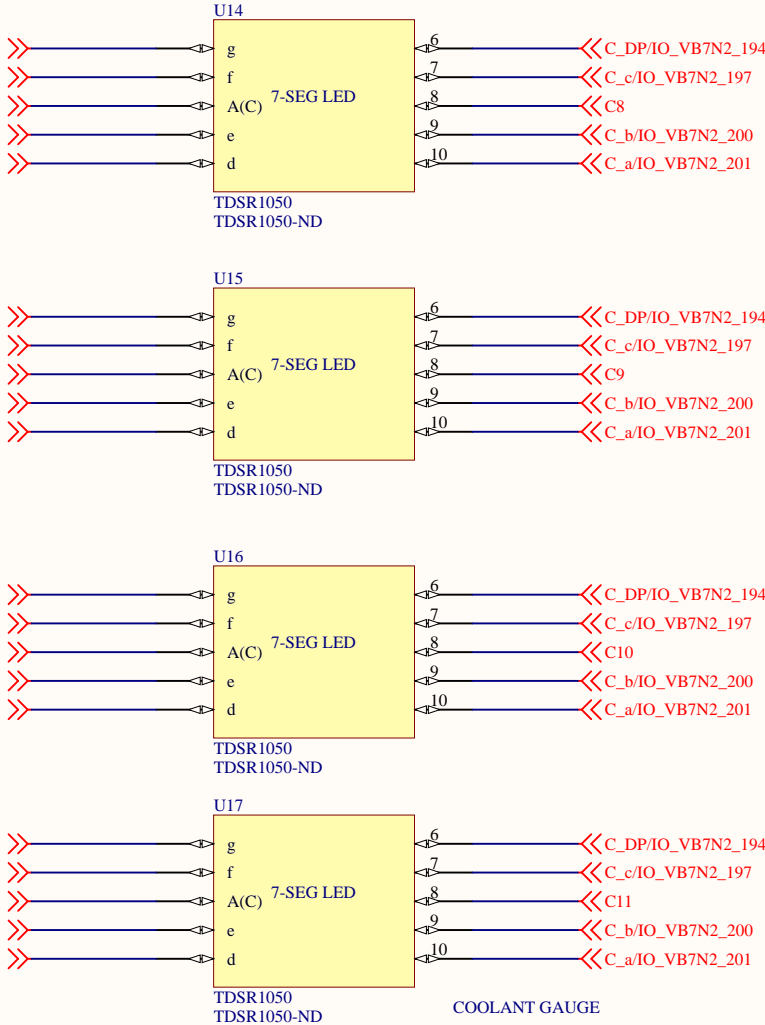 U14
g 6 C_DP/IO_VB7N2_194
f 7 C_c/IO_VB7N2_197
A(C) 7-SEG LED 8 C8
e 9 C_b/IO_VB7N2_200
d 10 C_a/IO_VB7N2_201
TDSR1050
TDSR1050-ND
U15
g 6 C_DP/IO_VB7N2_194
f 7 C_c/IO_VB7N2_197
A(C) 7-SEG LED 8 C9
e 9 C_b/IO_VB7N2_200
d 10 C_a/IO_VB7N2_201
TDSR1050
TDSR1050-ND
U16
g 6 C_DP/IO_VB7N2_194
f 7 C_c/IO_VB7N2_197
A(C) 7-SEG LED 8 C10
e 9 C_b/IO_VB7N2_200
d 10 C_a/IO_VB7N2_201
TDSR1050
TDSR1050-ND
U17
g 6 C_DP/IO_VB7N2_194
f 7 C_c/IO_VB7N2_197
A(C) 7-SEG LED 8 C11
e 9 C_b/IO_VB7N2_200
d 10 C_a/IO_VB7N2_201
TDSR1050
TDSR1050-ND
COOLANT GAUGE